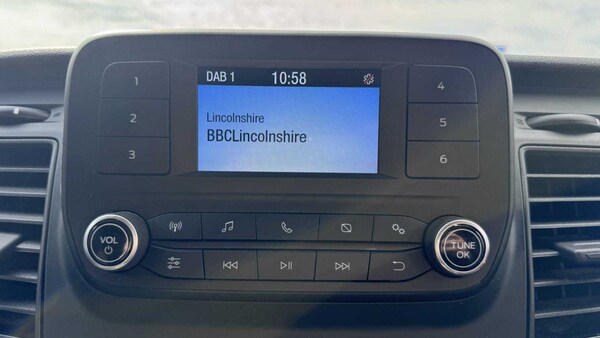 DAB 1 10:58
Lincolnshire
BBCLincolnshire
1
2
3
4
5
6
VOL
TUNE
OK